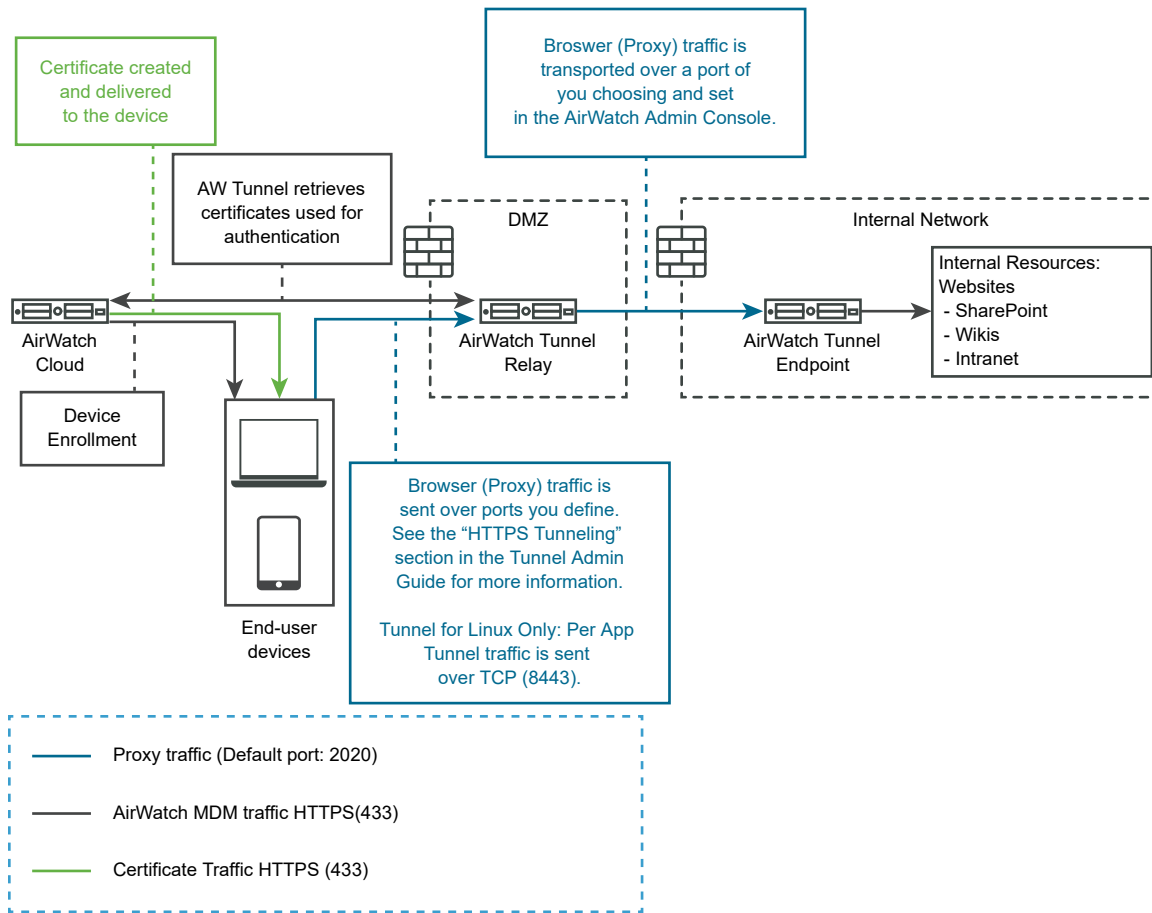 Certificate created
and delivered
to the device
Broswer (Proxy) traffic is
transported over a port of
you choosing and set
in the AirWatch Admin Console.
AW Tunnel retrieves
certificates used for
authentication
DMZ
Internal Network
Internal Resources:
Websites
- SharePoint
- Wikis
- Intranet
AirWatch
Cloud
AirWatch Tunnel
Relay
AirWatch Tunnel
Endpoint
Device
Enrollment
End-user
devices
Browser (Proxy) traffic is
sent over ports you define.
See the “HTTPS Tunneling”
section in the Tunnel Admin
Guide for more information.
Tunnel for Linux Only: Per App
Tunnel traffic is sent
over TCP (8443).
Proxy traffic (Default port: 2020)
AirWatch MDM traffic HTTPS(433)
Certificate Traffic HTTPS (433)